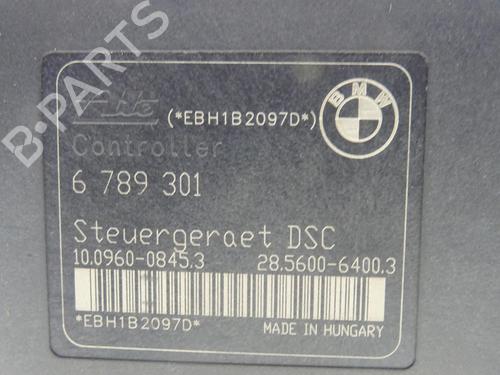 B-PARTS
ate
(*EBH1B2097D*)
BMW
Controller
6 789 301
Steuergeraet DSC
10.0960-0845.3 28.5600-6400.3
*EBH1B2097D*
MADE IN HUNGARY